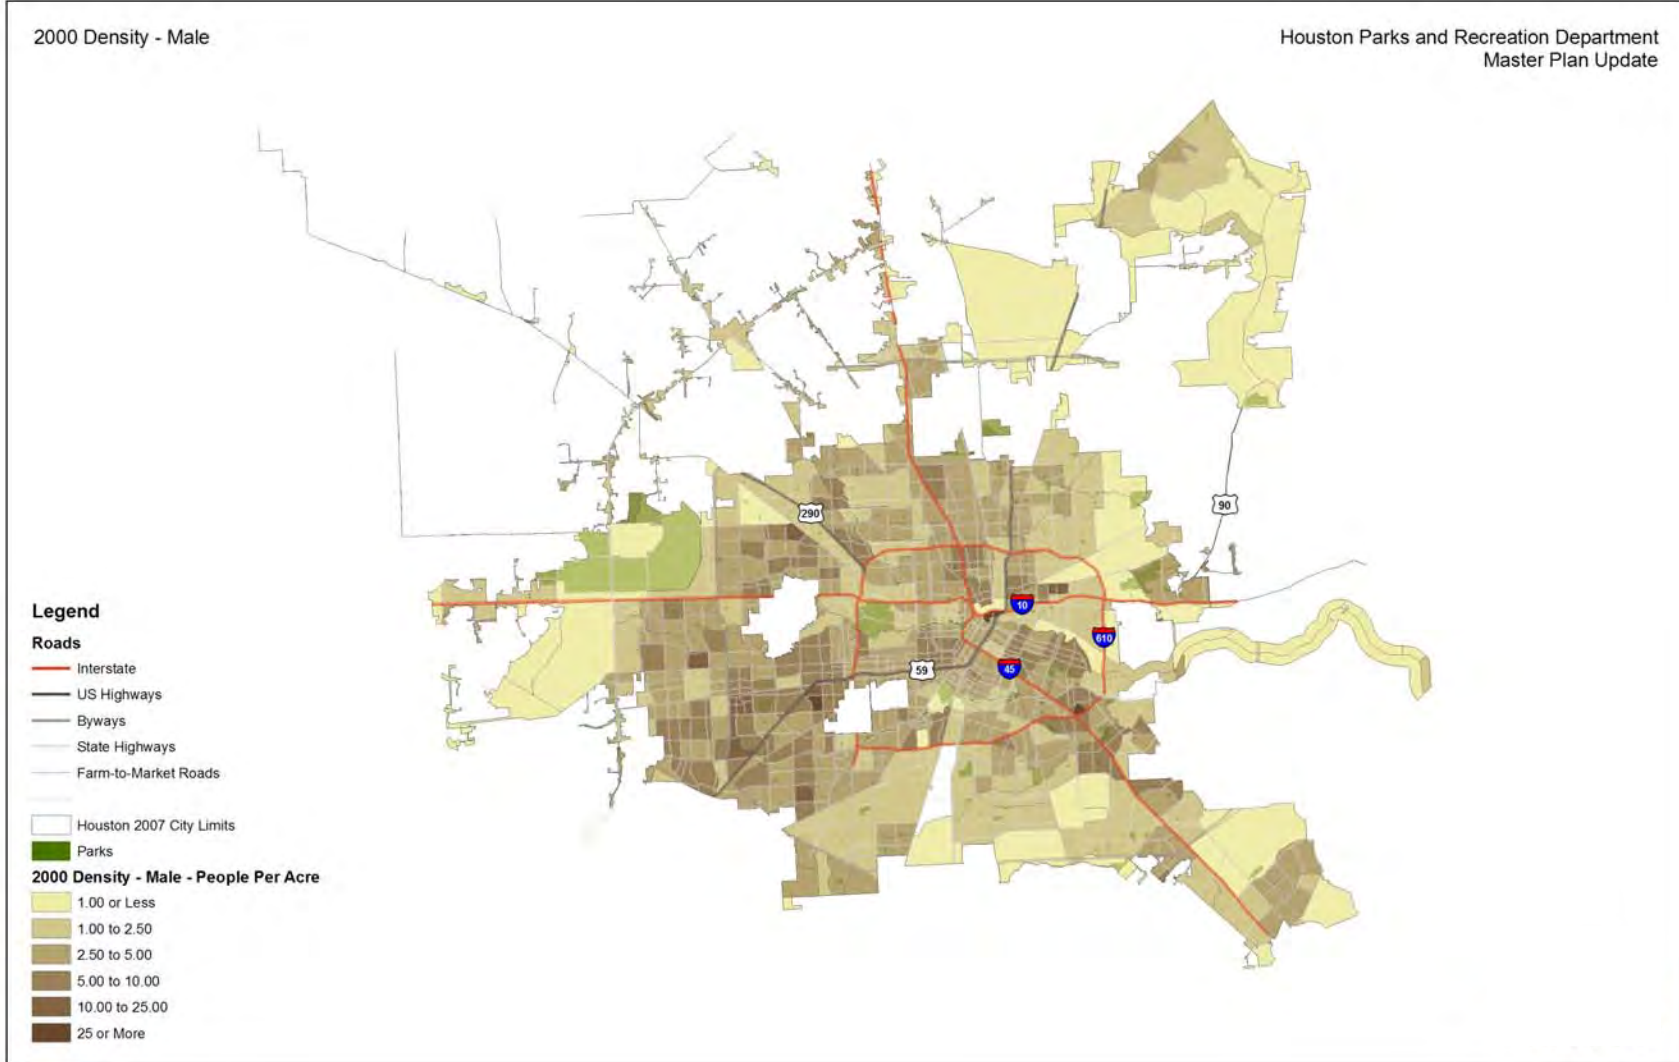 2000 Density - Male
Houston Parks and Recreation Department
Master Plan Update
290
90
10
610
59
45
Legend
Roads
Interstate
US Highways
Byways
State Highways
Farm-to-Market Roads
Houston 2007 City Limits
Parks
2000 Density - Male - People Per Acre
1.00 or Less
1.00 to 2.50
2.50 to 5.00
5.00 to 10.00
10.00 to 25.00
25 or More